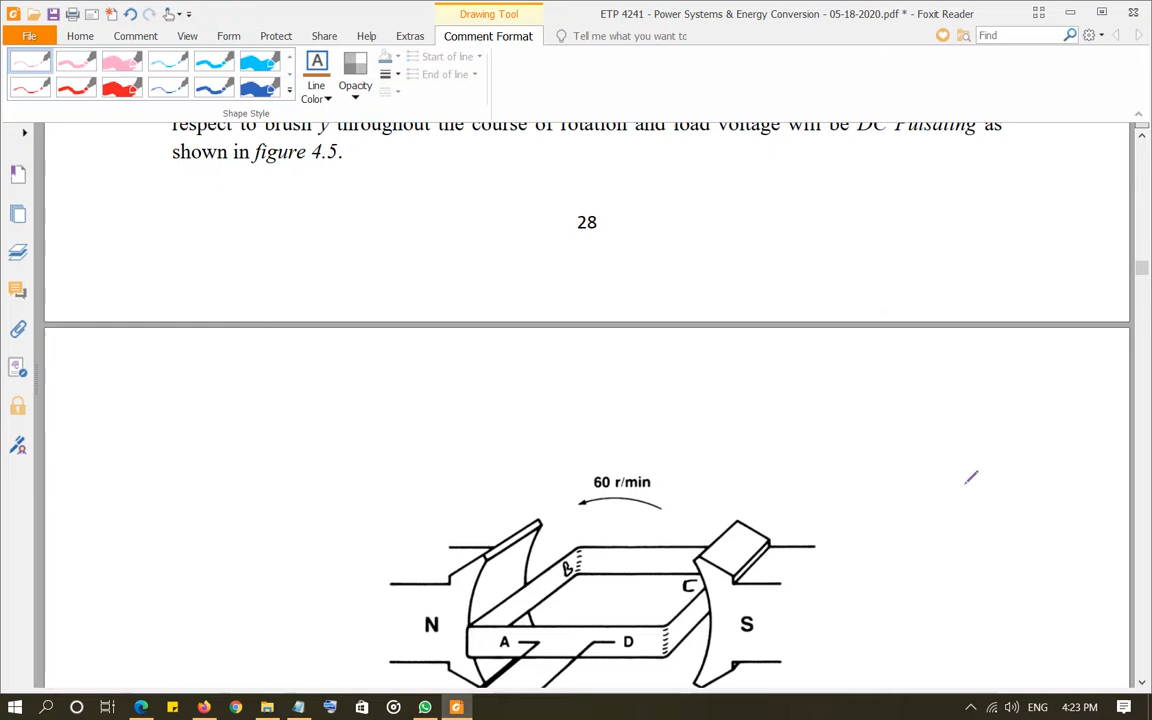 Drawing Tool
ETP 4241 - Power Systems & Energy Conversion - 05-18-2020.pdf * - Foxit Reader
File Home Comment View Form Protect Share Help Extras Comment Format Tell me what you want tc Find
Line Color
Opacity
Start of line
End of line
Shape Style
respect to brush y throughout the course of rotation and load voltage will be DC Pulsating as
shown in figure 4.5.
28
60 r/min
B
C
N
S
A
D
ENG 4:23 PM